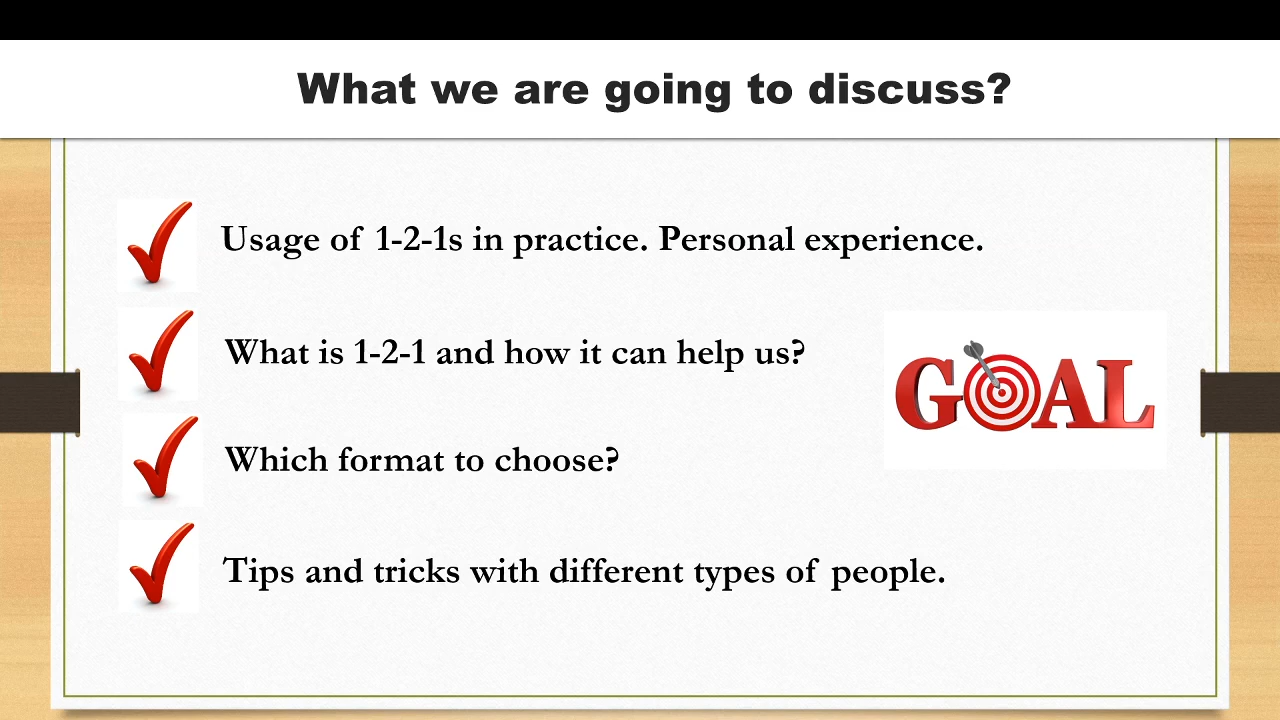 What we are going to discuss?
Usage of 1-2-1s in practice. Personal experience.
What is 1-2-1 and how it can help us?
GOAL
Which format to choose?
Tips and tricks with different types of people.